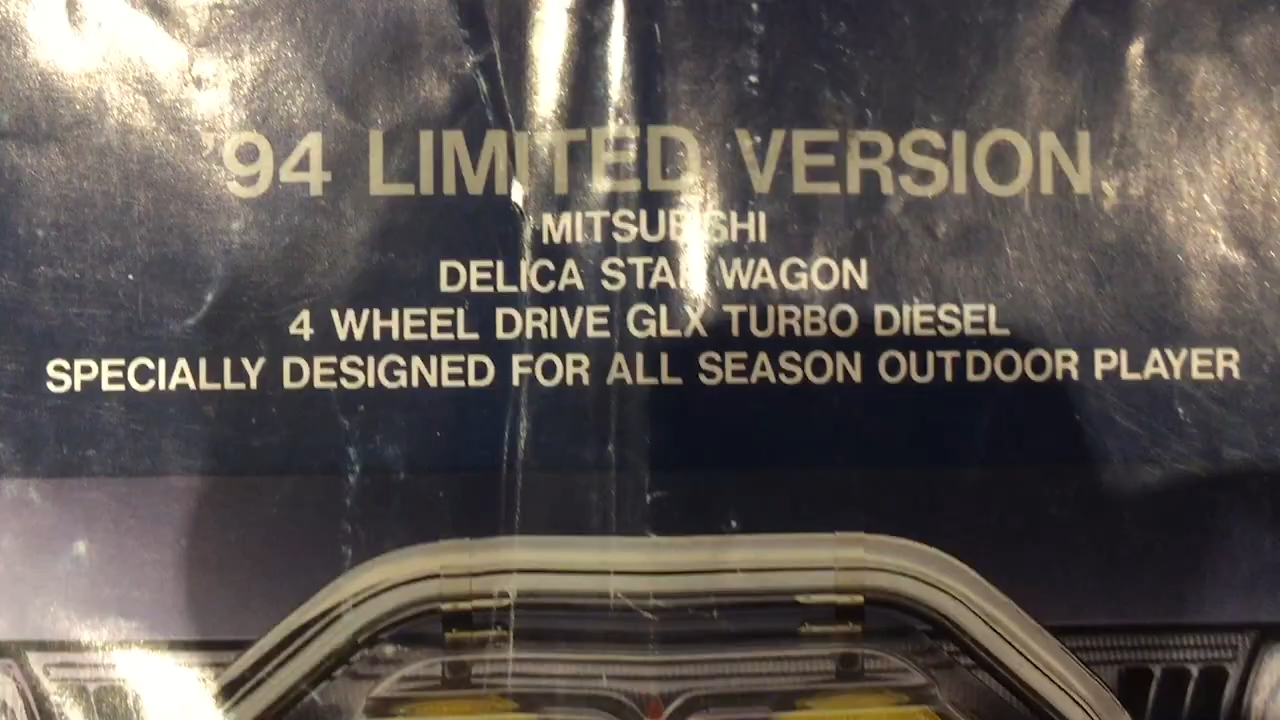 '94 LIMITED VERSION.
MITSUBISHI
DELICA STAR WAGON
4 WHEEL DRIVE GLX TURBO DIESEL
SPECIALLY DESIGNED FOR ALL SEASON OUTDOOR PLAYER